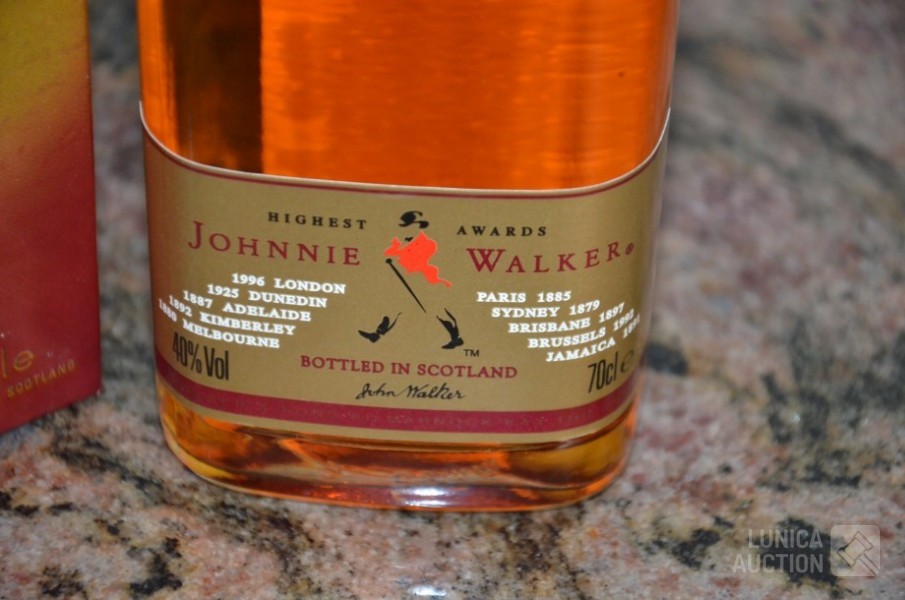 HIGHEST AWARDS
JOHNNIE WALKER®
1996 LONDON
1925 DUNEDIN
1887 ADELAIDE
1892 KIMBERLEY
1880 MELBOURNE
PARIS 1885
SYDNEY 1879
BRISBANE 1897
BRUSSELS
JAMAICA
40% Vol
TM
70cl e
BOTTLED IN SCOTLAND
John Walker
le
SCOTLAND
LUNICA
AUCTION